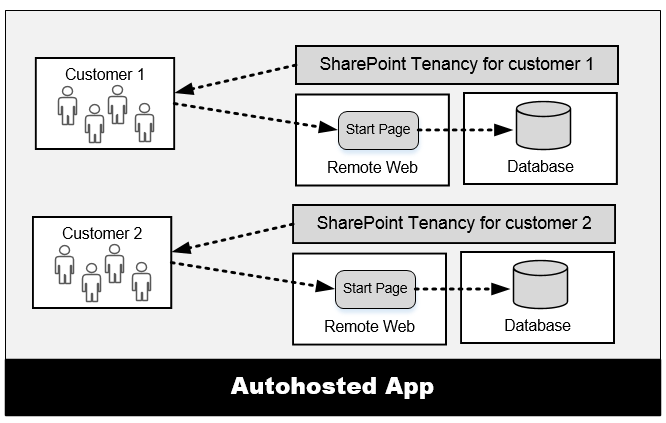 Customer 1
SharePoint Tenancy for customer 1
Start Page
Remote Web
Database
Customer 2
SharePoint Tenancy for customer 2
Start Page
Remote Web
Database
Autohosted App